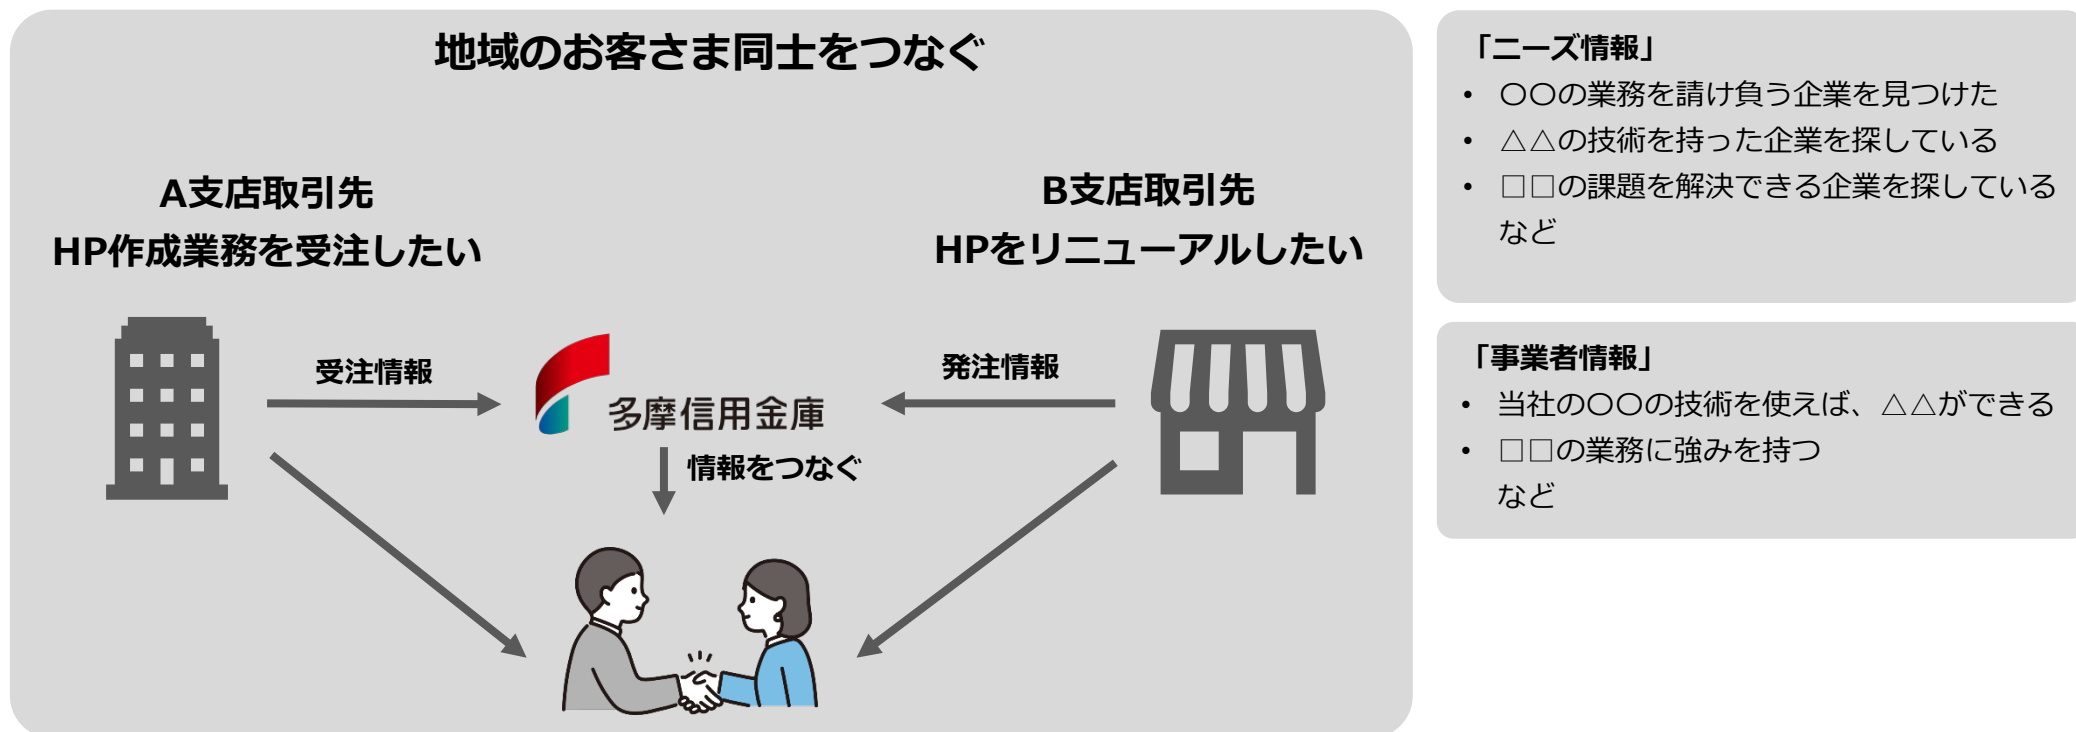 地域のお客さま同士をつなぐ
A支店取引先
HP作成業務を受注したい
B支店取引先
HPをリニューアルしたい
受注情報
多摩信用金庫
発注情報
情報をつなぐ
「ニーズ情報」
• 〇〇の業務を請け負う企業を見つけた
• △△の技術を持った企業を探している
• □□の課題を解決できる企業を探している
など
「事業者情報」
• 当社の〇〇の技術を使えば、△△ができる
• □□の業務に強みを持つ
など